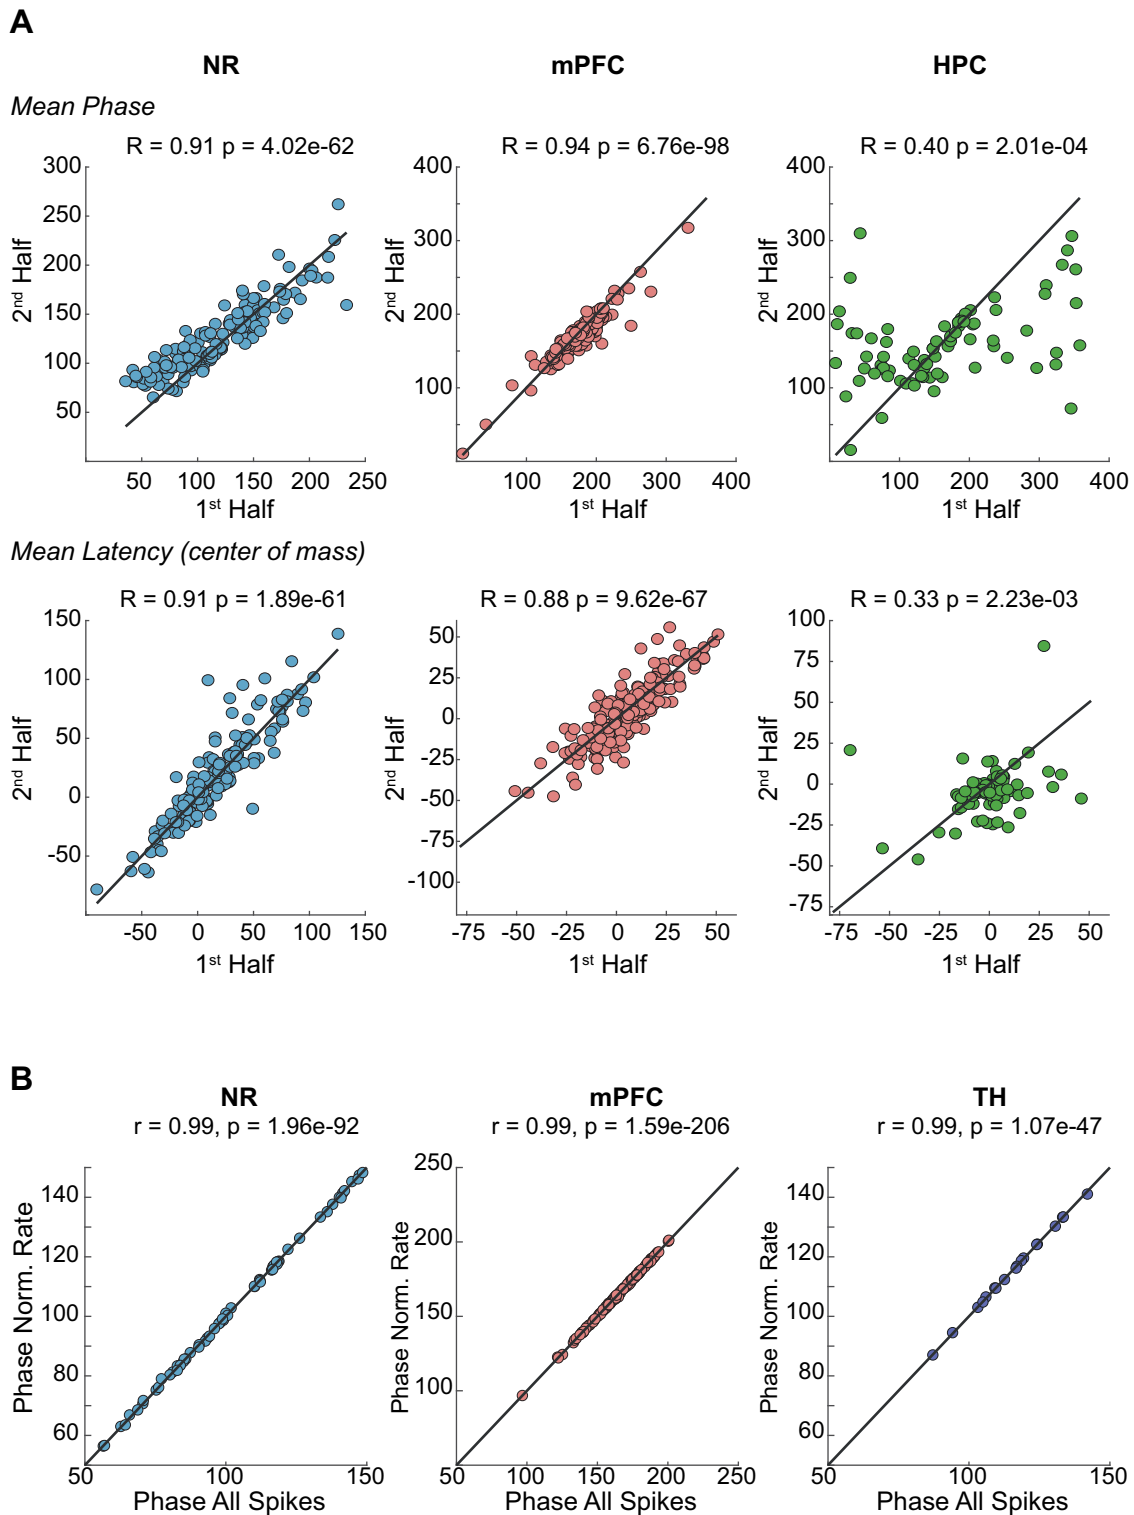 A
NR mPFC HPC
Mean Phase
R = 0.91 p = 4.02e-62 R = 0.94 p = 6.76e-98 R = 0.40 p = 2.01e-04
300
250
200
150
100
50
2nd Half
50 100 150 200 250
1st Half
400
300
200
100
2nd Half
100 200 300 400
1st Half
400
300
200
100
2nd Half
100 200 300 400
1st Half
Mean Latency (center of mass)
R = 0.91 p = 1.89e-61 R = 0.88 p = 9.62e-67 R = 0.33 p = 2.23e-03
150
100
50
0
-50
2nd Half
-50 0 50 100 150
1st Half
50
25
0
-25
-50
-75
-100
2nd Half
-75 -50 -25 0 25 50
1st Half
100
75
50
25
0
-25
-50
-75
2nd Half
-75 -50 -25 0 25 50
1st Half
B
NR mPFC TH
r = 0.99, p = 1.96e-92 r = 0.99, p = 1.59e-206 r = 0.99, p = 1.07e-47
140
120
100
80
60
Phase Norm. Rate
50 100 150
Phase All Spikes
250
200
150
100
Phase Norm. Rate
50 100 150 200 250
Phase All Spikes
140
120
100
80
60
Phase Norm. Rate
50 100 150
Phase All Spikes